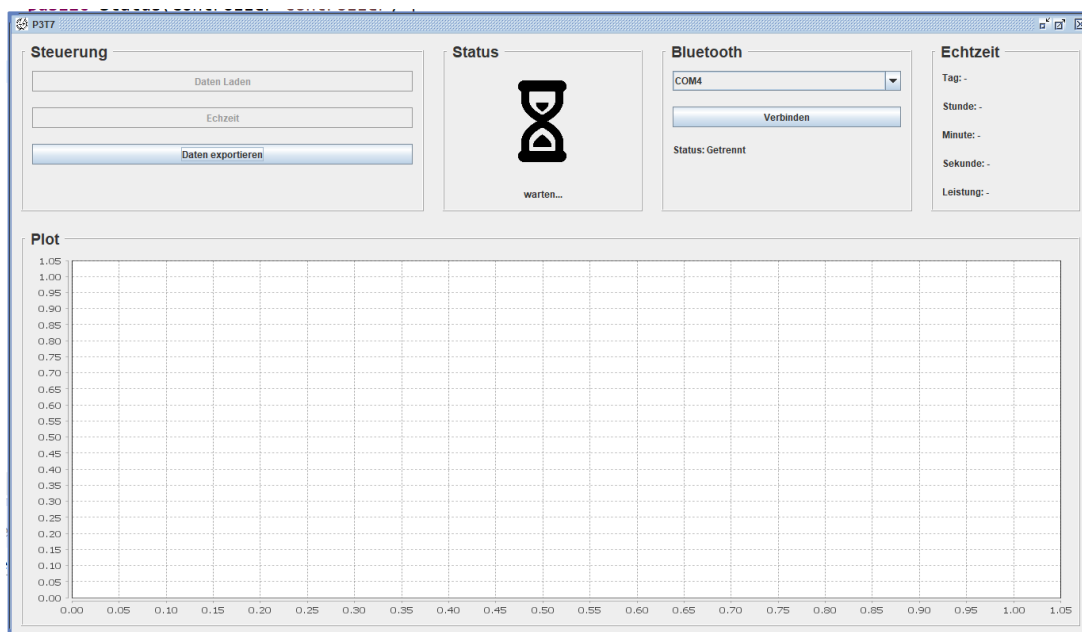 public Status(Controller controller) {
P3T7
Steuerung
Daten Laden
Echzeit
Daten exportieren
Status
warten...
Bluetooth
COM4
Verbinden
Status: Getrennt
Echtzeit
Tag: -
Stunde: -
Minute: -
Sekunde: -
Leistung: -
Plot
1.05
1.00
0.95
0.90
0.85
0.80
0.75
0.70
0.65
0.60
0.55
0.50
0.45
0.40
0.35
0.30
0.25
0.20
0.15
0.10
0.05
0.00
0.00 0.05 0.10 0.15 0.20 0.25 0.30 0.35 0.40 0.45 0.50 0.55 0.60 0.65 0.70 0.75 0.80 0.85 0.90 0.95 1.00 1.05